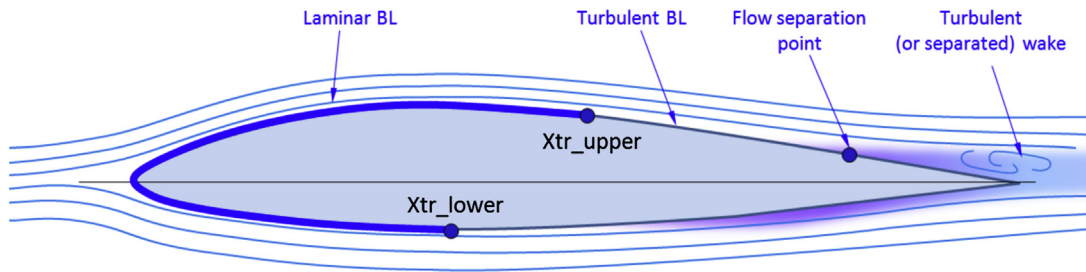 Laminar BL
Turbulent BL
Flow separation
point
Turbulent
(or separated) wake
Xtr_upper
Xtr_lower